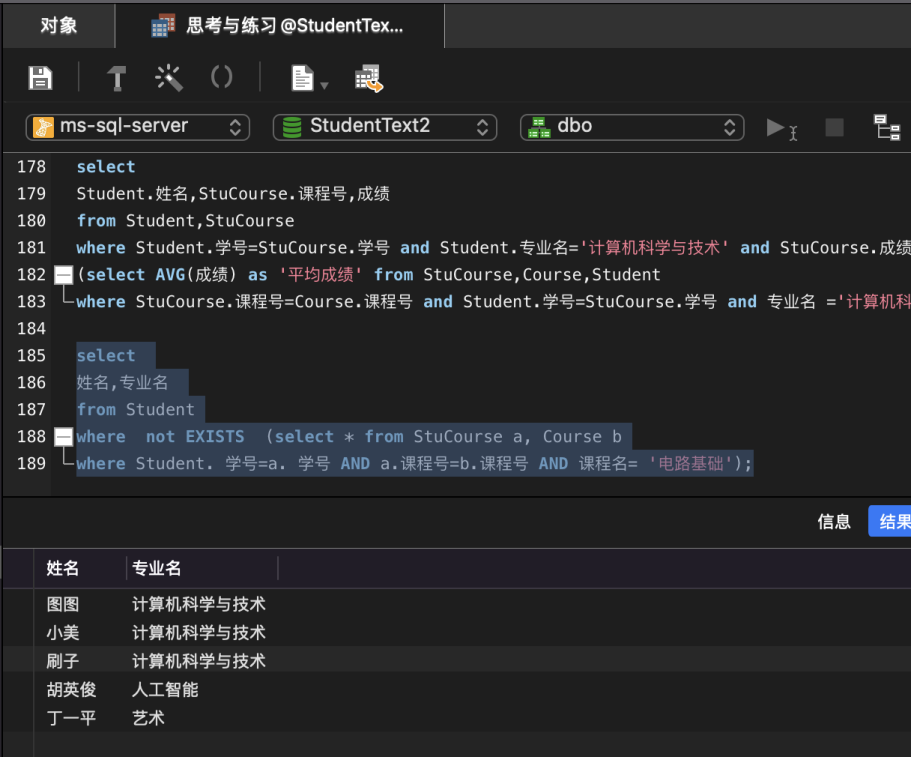 对象
思考与练习 @StudentTex...
ms-sql-server
StudentText2
dbo
178 select
179 Student.姓名,StuCourse.课程号,成绩
180 from Student,StuCourse
181 where Student.学号=StuCourse.学号 and Student.专业名='计算机科学与技术' and StuCourse.成绩
182 (select AVG(成绩) as '平均成绩' from StuCourse,Course,Student
183 where StuCourse.课程号=Course.课程号 and Student.学号=StuCourse.学号 and 专业名 ='计算机科
184
185 select
186 姓名,专业名
187 from Student
188 where  not EXISTS  (select * from StuCourse a, Course b
189 where Student. 学号=a. 学号 AND a.课程号=b.课程号 AND 课程名= '电路基础');
信息
结果
姓名 专业名
图图 计算机科学与技术
小美 计算机科学与技术
刷子 计算机科学与技术
胡英俊 人工智能
丁一平 艺术